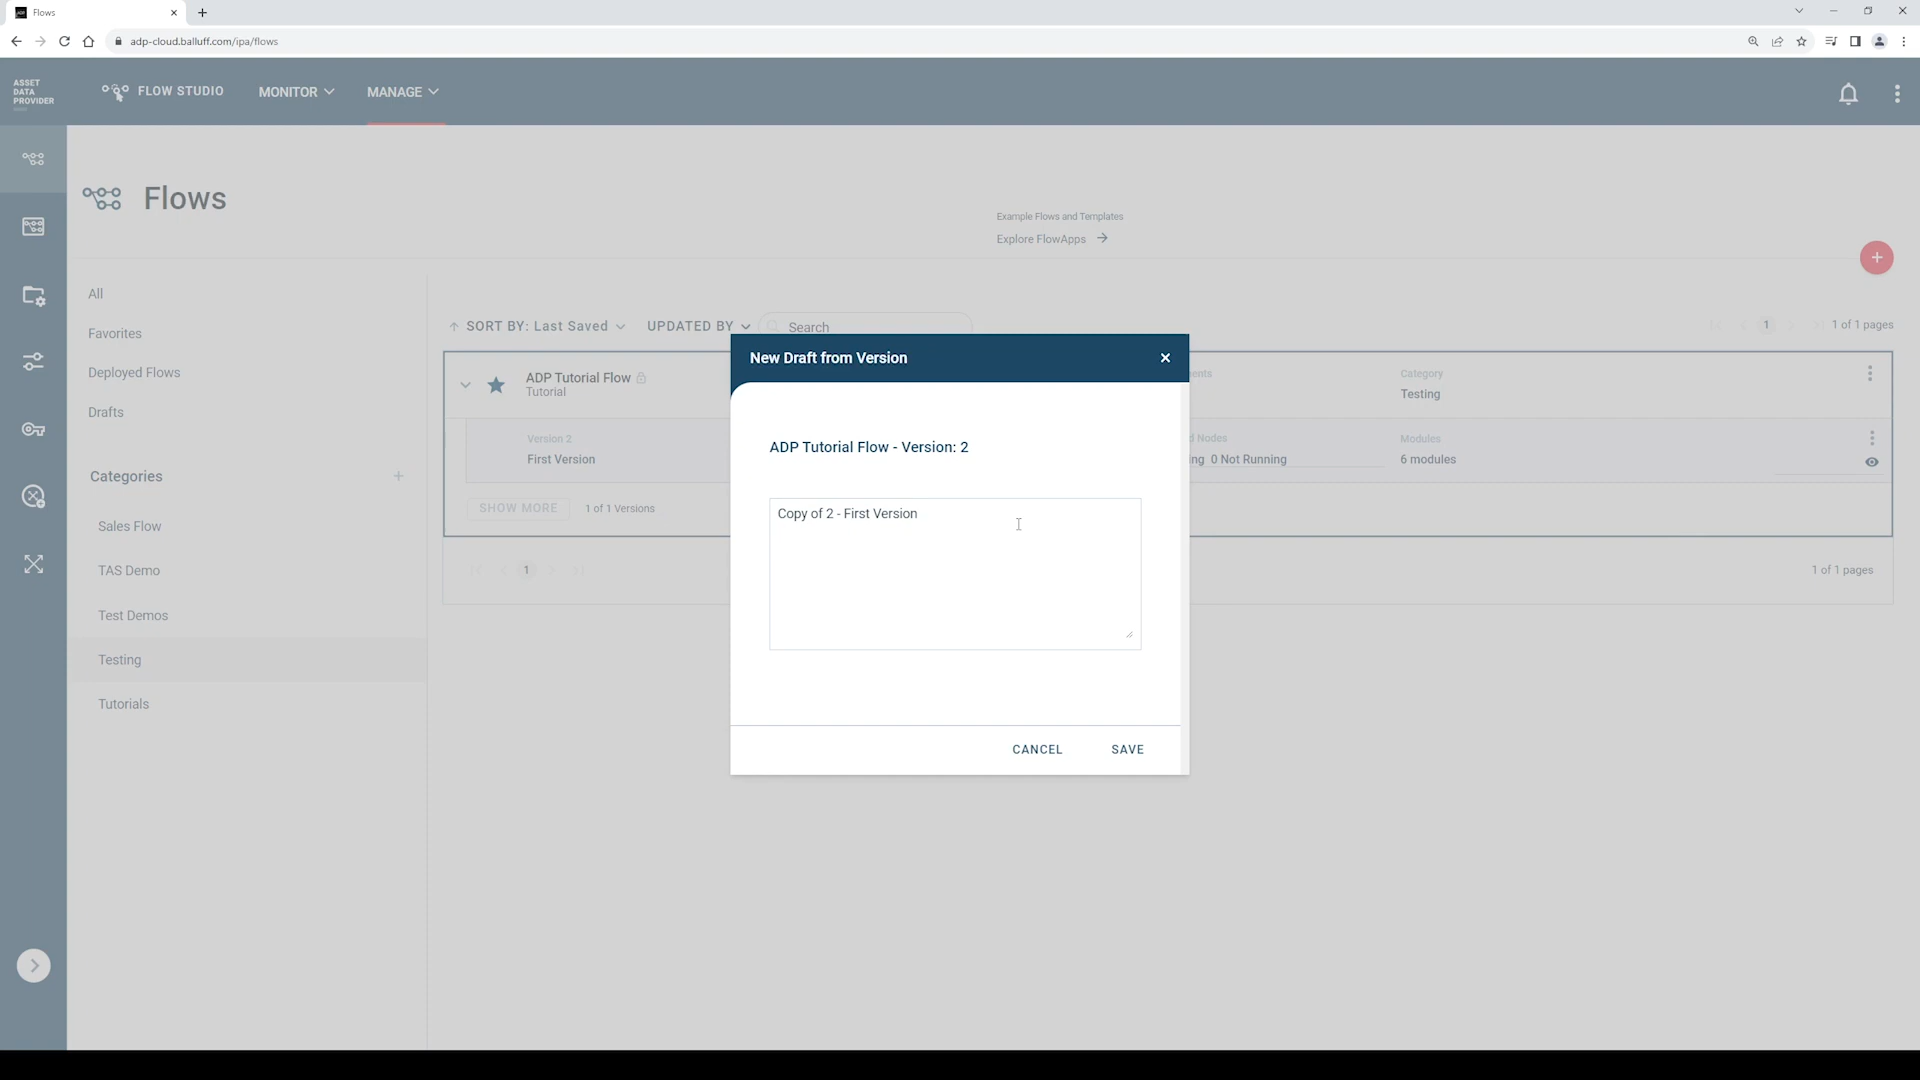 Flows
adp-cloud.balluff.com/ipa/flows
ASSET
DATA
PROVIDER
FLOW STUDIO
MONITOR
MANAGE
Flows
Example Flows and Templates
Explore FlowApps
All
Favorites
Deployed Flows
Drafts
Categories
Sales Flow
TAS Demo
Test Demos
Testing
Tutorials
SORT BY: Last Saved
UPDATED BY
Search
1
1 of 1 pages
ADP Tutorial Flow
Tutorial
Category
Testing
Version 2
First Version
0 Not Running
Modules
6 modules
SHOW MORE
1 of 1 Versions
1
1 of 1 pages
New Draft from Version
ADP Tutorial Flow - Version: 2
Copy of 2 - First Version
CANCEL
SAVE